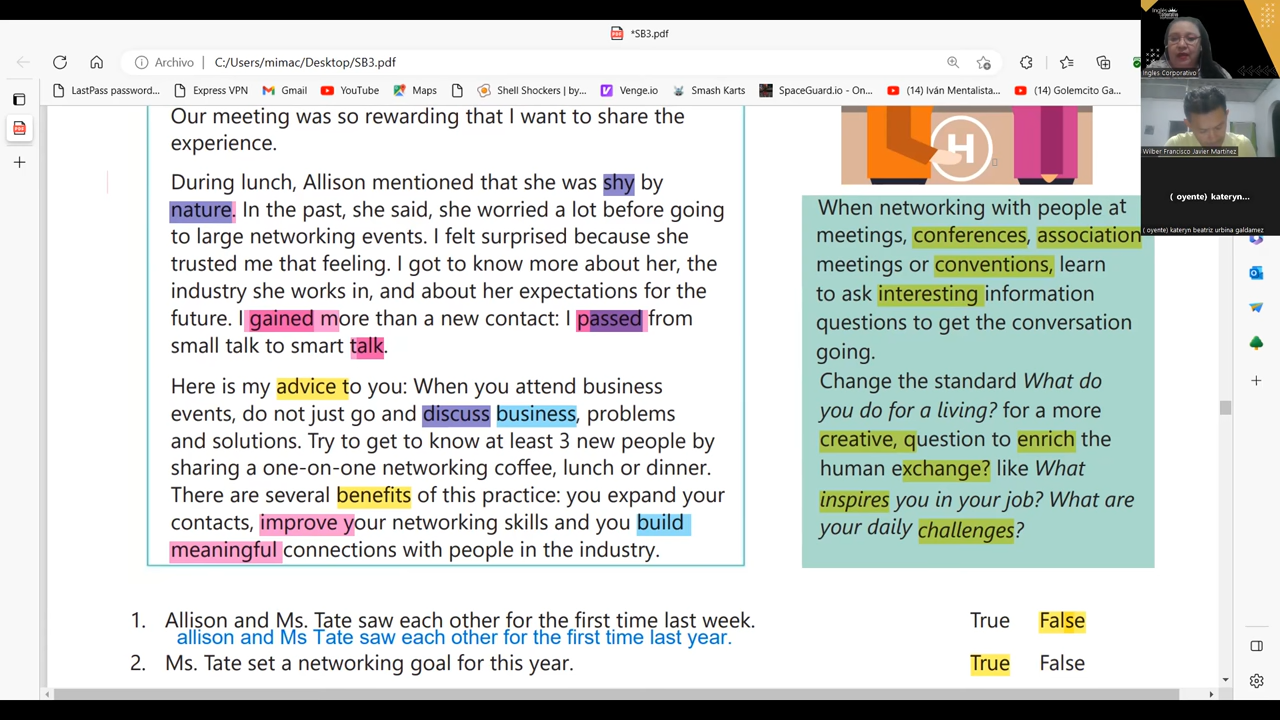 *SB3.pdf
Archivo
C:/Users/mimac/Desktop/SB3.pdf
LastPass password...
Express VPN
Gmail
YouTube
Maps
Shell Shockers | by...
Venge.io
Smash Karts
SpaceGuard.io - On...
(14) Iván Mentalista...
(14) Golemcito Gam...
Inglés Corporativo
Wilber Francisco Javier Martínez
( oyente) kateryn...
( oyente) kateryn beatriz urbina galdamez
Our meeting was so rewarding that I want to share the
experience.
During lunch, Allison mentioned that she was shy by
nature. In the past, she said, she worried a lot before going
to large networking events. I felt surprised because she
trusted me that feeling. I got to know more about her, the
industry she works in, and about her expectations for the
future. I gained more than a new contact: I passed from
small talk to smart talk.
Here is my advice to you: When you attend business
events, do not just go and discuss business, problems
and solutions. Try to get to know at least 3 new people by
sharing a one-on-one networking coffee, lunch or dinner.
There are several benefits of this practice: you expand your
contacts, improve your networking skills and you build
meaningful connections with people in the industry.
H
When networking with people at
meetings, conferences, association
meetings or conventions, learn
to ask interesting information
questions to get the conversation
going.
Change the standard What do
you do for a living? for a more
creative, question to enrich the
human exchange? like What
inspires you in your job? What are
your daily challenges?
1. Allison and Ms. Tate saw each other for the first time last week. True False
allison and Ms Tate saw each other for the first time last year.
2. Ms. Tate set a networking goal for this year. True False